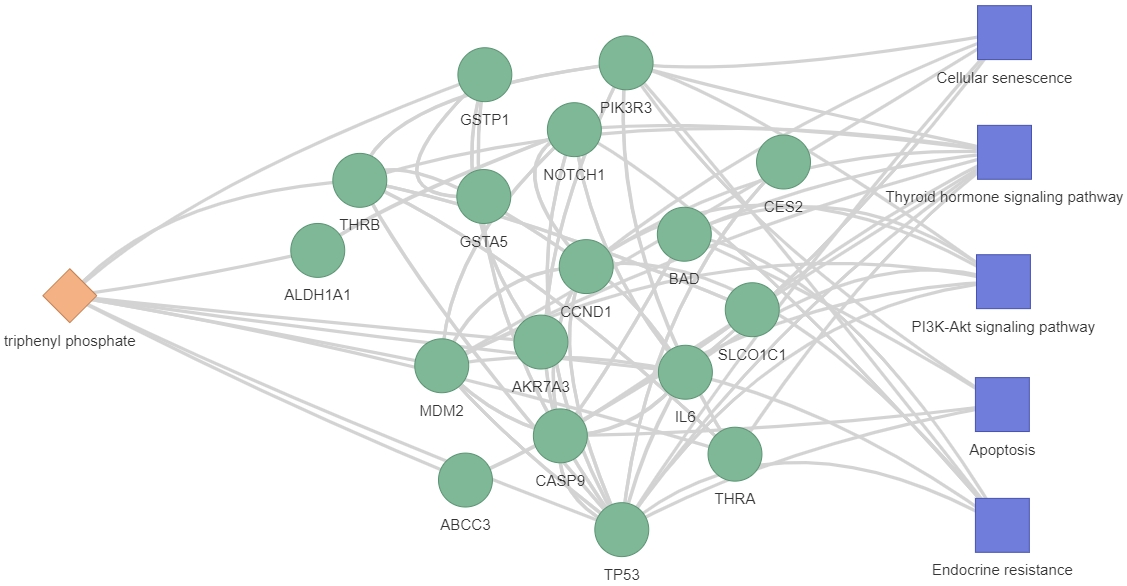 Cellular senescence
PIK3R3
GSTP1
NOTCH1
Thyroid hormone signaling pathway
CES2
THRB
GSTA5
BAD
ALDH1A1
CCND1
PI3K-Akt signaling pathway
triphenyl phosphate
SLCO1C1
AKR7A3
MDM2
IL6
Apoptosis
CASP9
THRA
ABCC3
Endocrine resistance
TP53